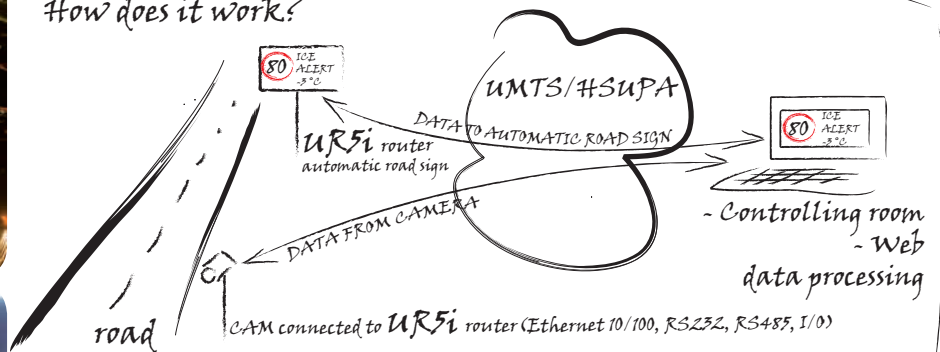 How does it work?
80 ICE
ALERT
-3°C
UMTS/HSUPA
DATA TO AUTOMATIC ROAD SIGN
80 ICE
ALERT
-3°C
UR5i router
automatic road sign
DATA FROM CAMERA
- Controlling room
- Web
data processing
CAM connected to UR5i router (Ethernet 10/100, RS232, RS485, I/O)
road